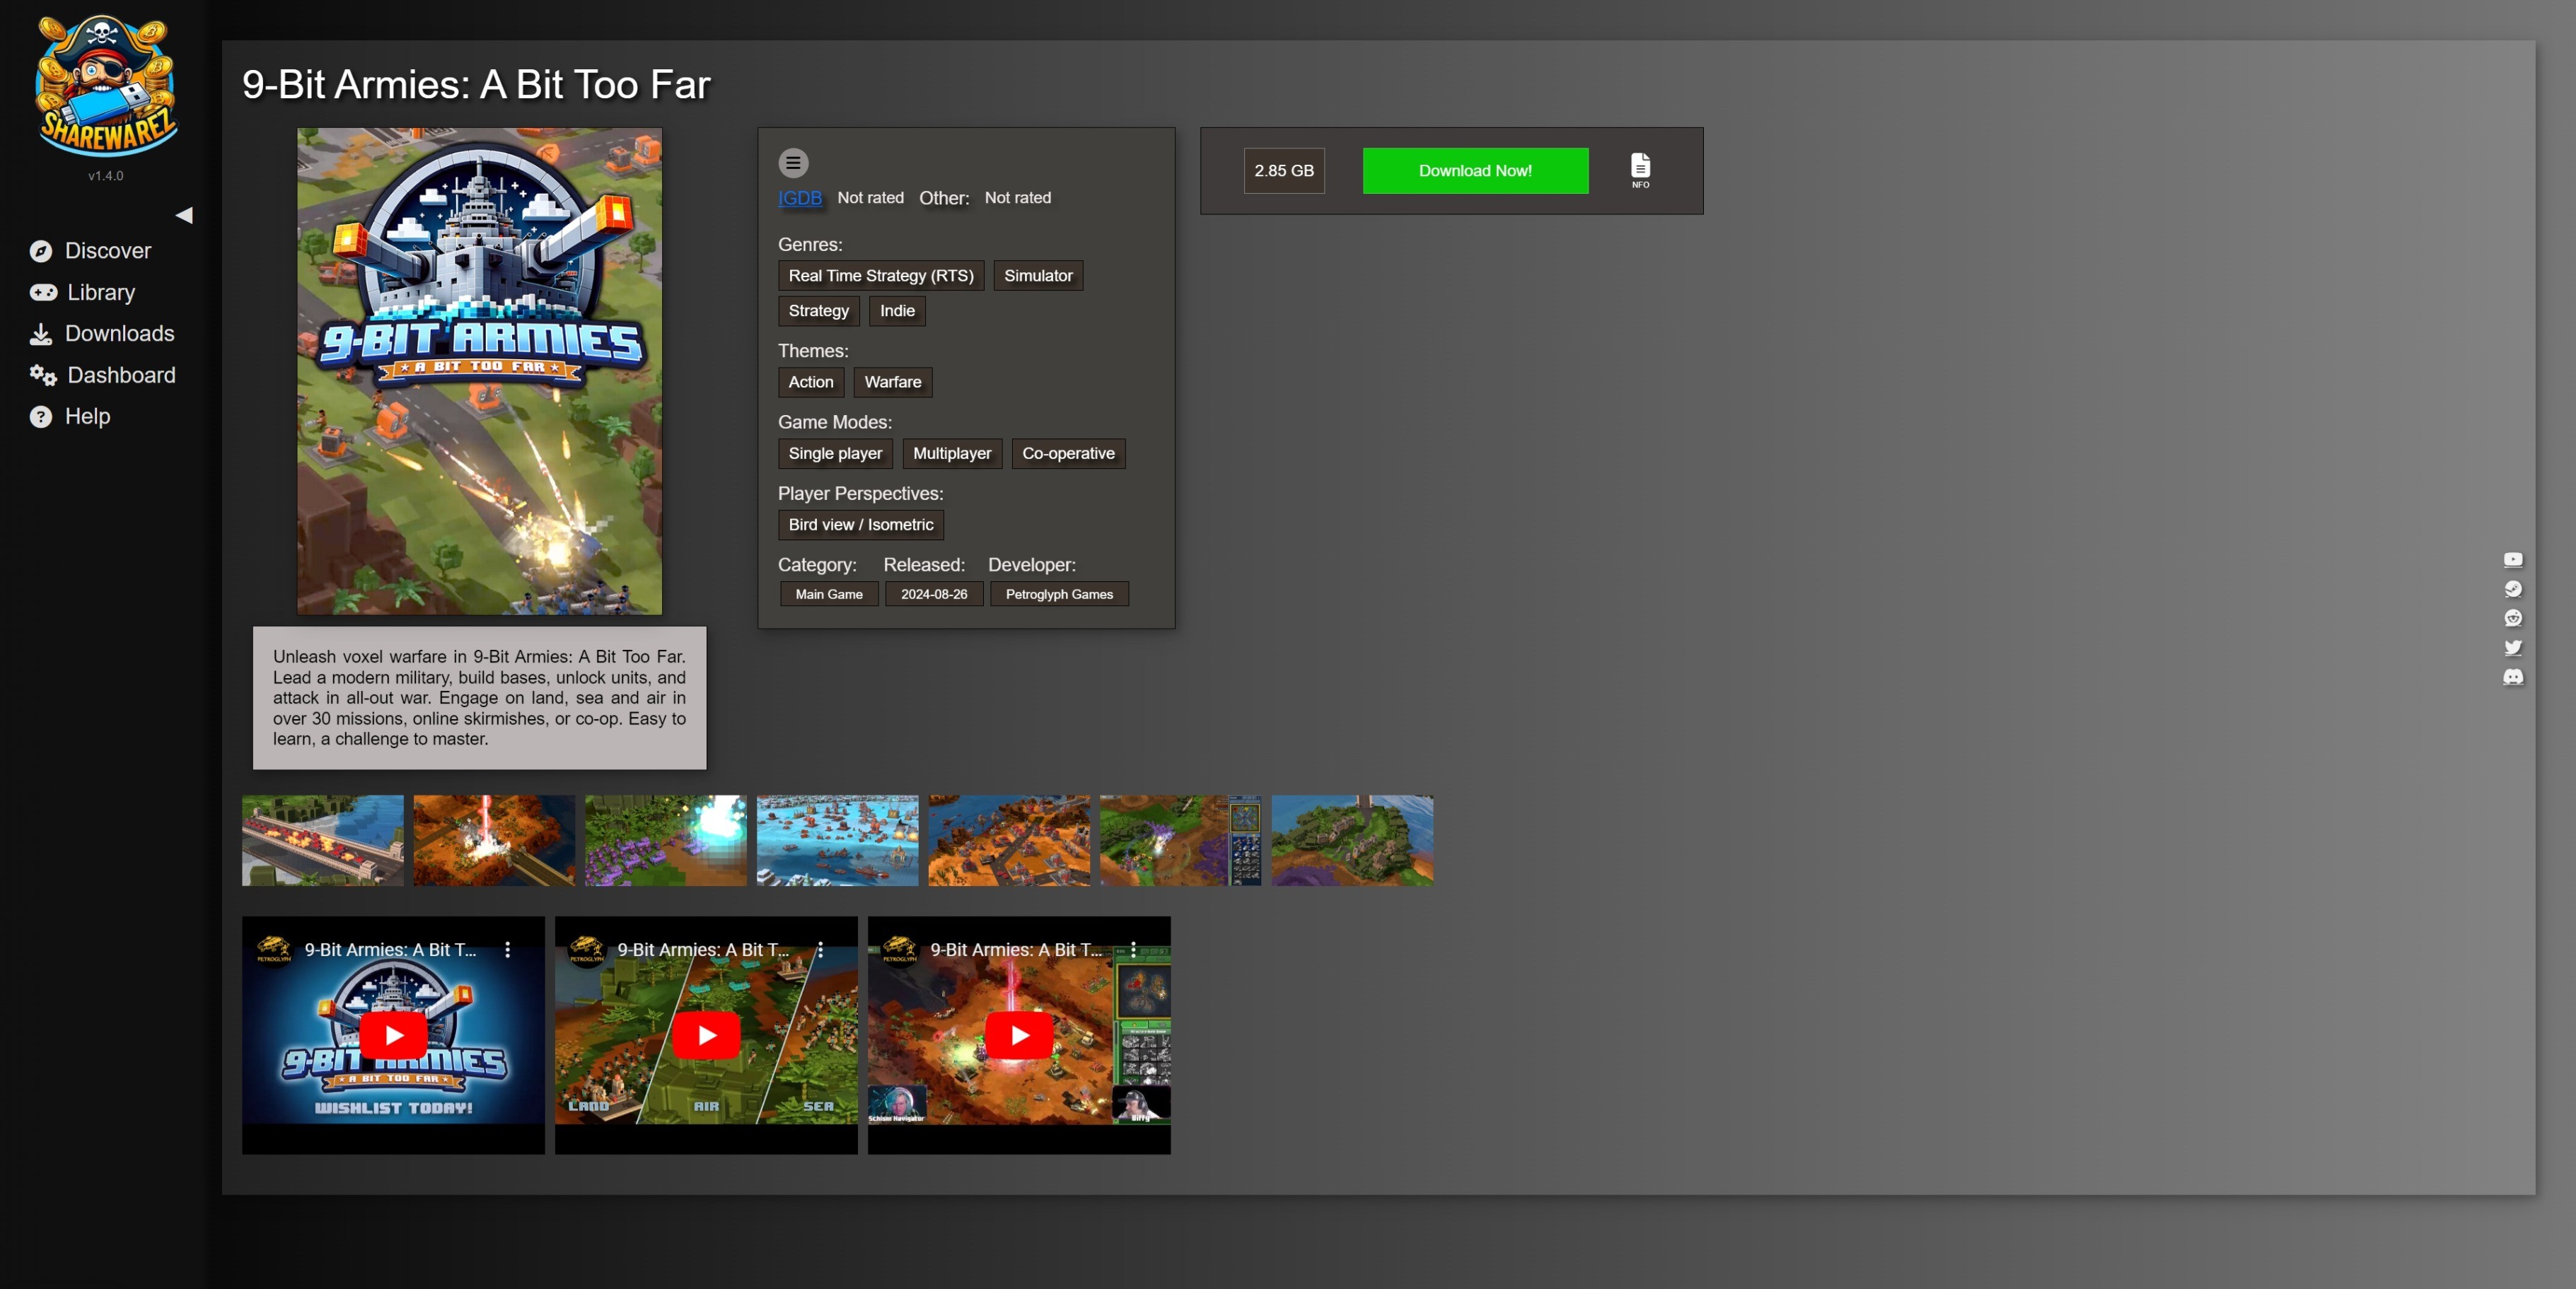 SHAREWAREZ
v1.4.0
Discover
Library
Downloads
Dashboard
Help
9-Bit Armies: A Bit Too Far
9-BIT ARMIES
A BIT TOO FAR
Unleash voxel warfare in 9-Bit Armies: A Bit Too Far.
Lead a modern military, build bases, unlock units, and
attack in all-out war. Engage on land, sea and air in
over 30 missions, online skirmishes, or co-op. Easy to
learn, a challenge to master.
IGDB Not rated Other: Not rated
Genres:
Real Time Strategy (RTS) Simulator
Strategy Indie
Themes:
Action Warfare
Game Modes:
Single player Multiplayer Co-operative
Player Perspectives:
Bird view / Isometric
Category: Released: Developer:
Main Game 2024-08-26 Petroglyph Games
2.85 GB Download Now! NFO
PETROGLYPH 9-Bit Armies: A Bit T...
9-BIT ARMIES
A BIT TOO FAR
WISHLIST TODAY!
PETROGLYPH 9-Bit Armies: A Bit T...
LAND AIR SEA
PETROGLYPH 9-Bit Armies: A Bit T...
Schism Navigator
Biffy